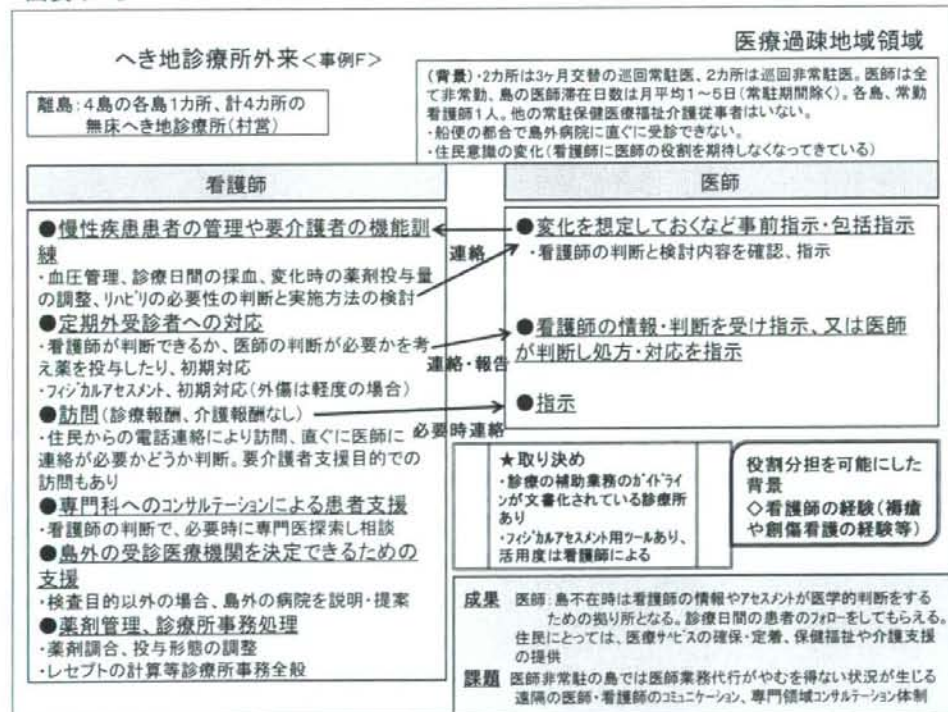 へき地診療所外来＜事例F＞
医療過疎地域領域
離島：４島の各島１カ所、計４カ所の
無床へき地診療所（村営）
（背景）・2カ所は3ヶ月交替の巡回常駐医、2カ所は巡回非常駐医。医師は全
て非常勤、島の医師滞在日数は月平均1～5日（常駐期間除く）。各島、常勤
看護師1人。他の常駐保健医療福祉介護従事者はいない。
・船便の都合で島外病院に直ぐに受診できない。
・住民意識の変化（看護師に医師の役割を期待しなくなってきている）
看護師
●慢性疾患患者の管理や要介護者の機能訓
練
・血圧管理、診療日間の採血、変化時の薬剤投与量
の調整、ﾘﾊﾋﾞﾘの必要性の判断と実施方法の検討
●定期外受診者への対応
・看護師が判断できるか、医師の判断が必要かを考
え薬を投与したり、初期対応
・ﾌｨｼﾞｶﾙｱｾｽﾒﾝﾄ、初期対応（外傷は軽度の場合）
●訪問（診療報酬、介護報酬なし）
・住民からの電話連絡により訪問、直ぐに医師に
連絡が必要かどうか判断。要介護者支援目的での
訪問もあり
●専門科へのｺﾝｻﾙﾃｰｼｮﾝによる患者支援
・看護師の判断で、必要時に専門医探索し相談
●島外の受診医療機関を決定できるための
支援
・検査目的以外の場合、島外の病院を説明・提案
●薬剤管理、診療所事務処理
・薬剤調合、投与形態の調整
・レセプトの計算等診療所事務全般
連絡
連絡・報告
必要時連絡
医師
●変化を想定しておくなど事前指示・包括指示
・看護師の判断と検討内容を確認、指示
●看護師の情報・判断を受け指示、又は医師
が判断し処方・対応を指示
●指示
★取り決め
・診療の補助業務のｶﾞｲﾄﾞﾗｲ
ﾝが文書化されている診療所
あり
・ﾌｨｼﾞｶﾙｱｾｽﾒﾝﾄ用ツールあり、
活用度は看護師による
役割分担を可能にした
背景
◇看護師の経験（褥瘡
や創傷看護の経験等）
成果 医師：島不在時は看護師の情報やｱｾｽﾒﾝﾄが医学的判断をする
ための拠り所となる。診療日間の患者のﾌｫﾛｰをしてもらえる。
住民にとっては、医療ｻｰﾋﾞｽの確保・定着、保健福祉や介護支援
の提供
課題 医師非常駐の島では医師業務代行がやむを得ない状況が生じる
遠隔の医師・看護師のｺﾐｭﾆｹｰｼｮﾝ、専門領域ｺﾝｻﾙﾃｰｼｮﾝ体制